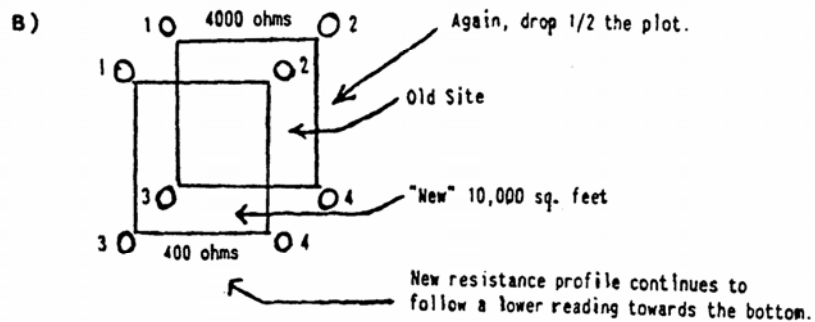 B)
1 4000 ohms 2
Again, drop 1/2 the plot.
1 2
Old Site
3 4
"New" 10,000 sq. feet
3 4
400 ohms
New resistance profile continues to
follow a lower reading towards the bottom.